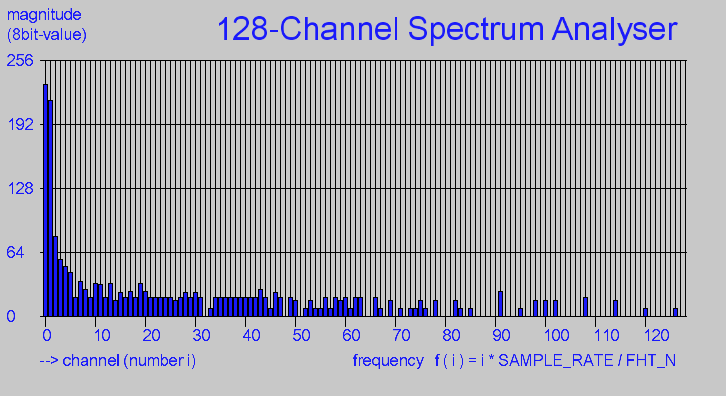 magnitude
(8bit-value)
128-Channel Spectrum Analyser
256
192
128
64
0
0 10 20 30 40 50 60 70 80 90 100 110 120
--> channel (number i) frequency f ( i ) = i * SAMPLE_RATE / FHT_N